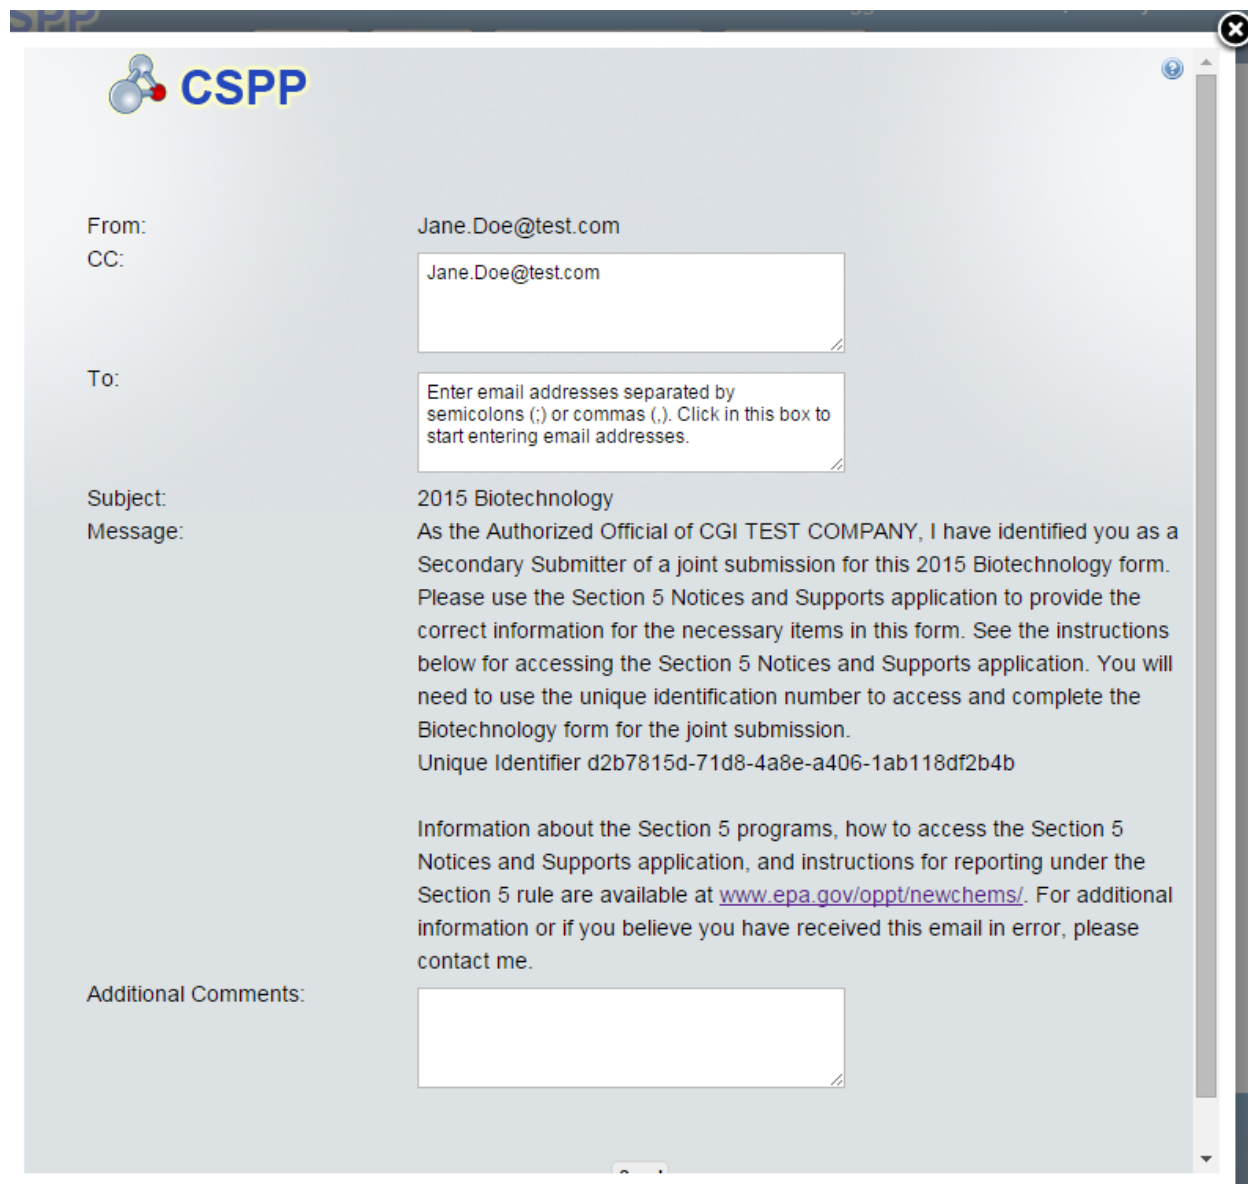 SPP
CSPP
From:
Jane.Doe@test.com
CC:
Jane.Doe@test.com
To:
Enter email addresses separated by
semicolons (;) or commas (,). Click in this box to
start entering email addresses.
Subject:
2015 Biotechnology
Message:
As the Authorized Official of CGI TEST COMPANY, I have identified you as a
Secondary Submitter of a joint submission for this 2015 Biotechnology form.
Please use the Section 5 Notices and Supports application to provide the
correct information for the necessary items in this form. See the instructions
below for accessing the Section 5 Notices and Supports application. You will
need to use the unique identification number to access and complete the
Biotechnology form for the joint submission.
Unique Identifier d2b7815d-71d8-4a8e-a406-1ab118df2b4b
Information about the Section 5 programs, how to access the Section 5
Notices and Supports application, and instructions for reporting under the
Section 5 rule are available at www.epa.gov/oppt/newchems/. For additional
information or if you believe you have received this email in error, please
contact me.
Additional Comments: